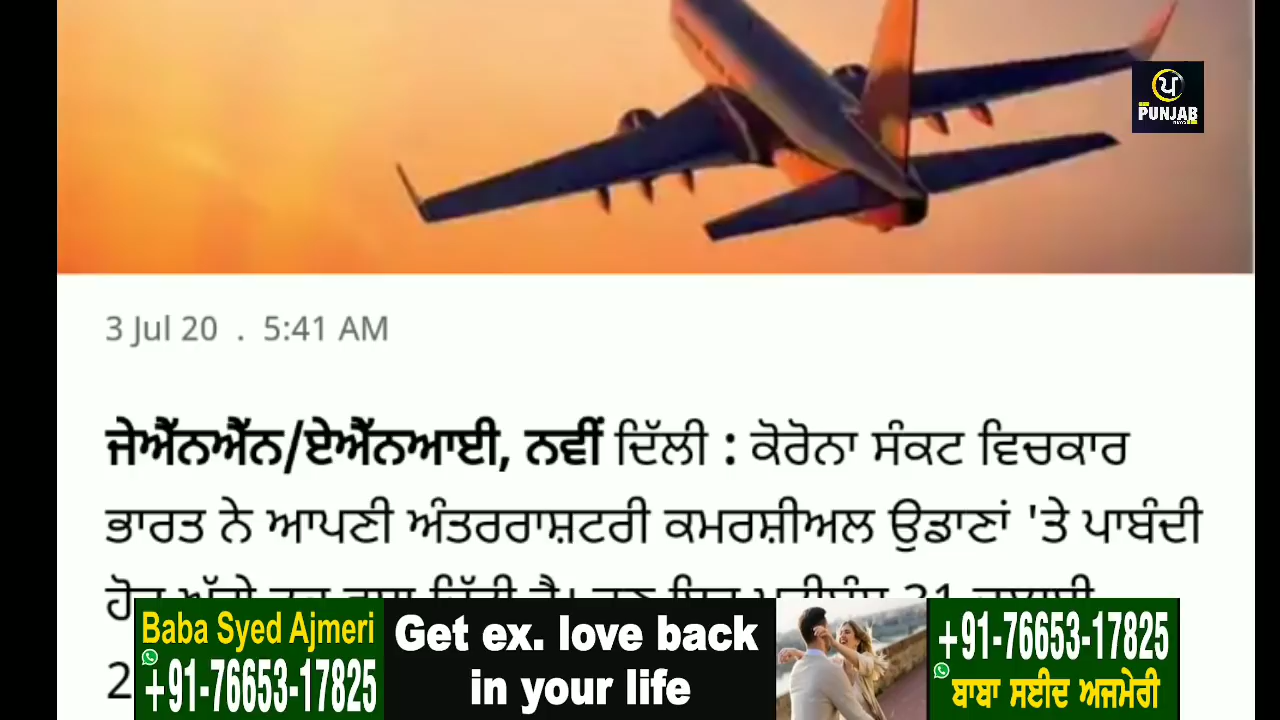 ਪ
PUNJAB
3 Jul 20 . 5:41 AM
ਜੇਐੱਨਐੱਨ/ਏਐੱਨਆਈ, ਨਵੀਂ ਦਿੱਲੀ : ਕੋਰੋਨਾ ਸੰਕਟ ਵਿਚਕਾਰ
ਭਾਰਤ ਨੇ ਆਪਣੀ ਅੰਤਰਰਾਸ਼ਟਰੀ ਕਮਰਸ਼ੀਅਲ ਉਡਾਣਾਂ 'ਤੇ ਪਾਬੰਦੀ
2
Baba Syed Ajmeri
+91-76653-17825
Get ex. love back
in your life
+91-76653-17825
ਬਾਬਾ ਸਈਦ ਅਜਮੇਰੀ